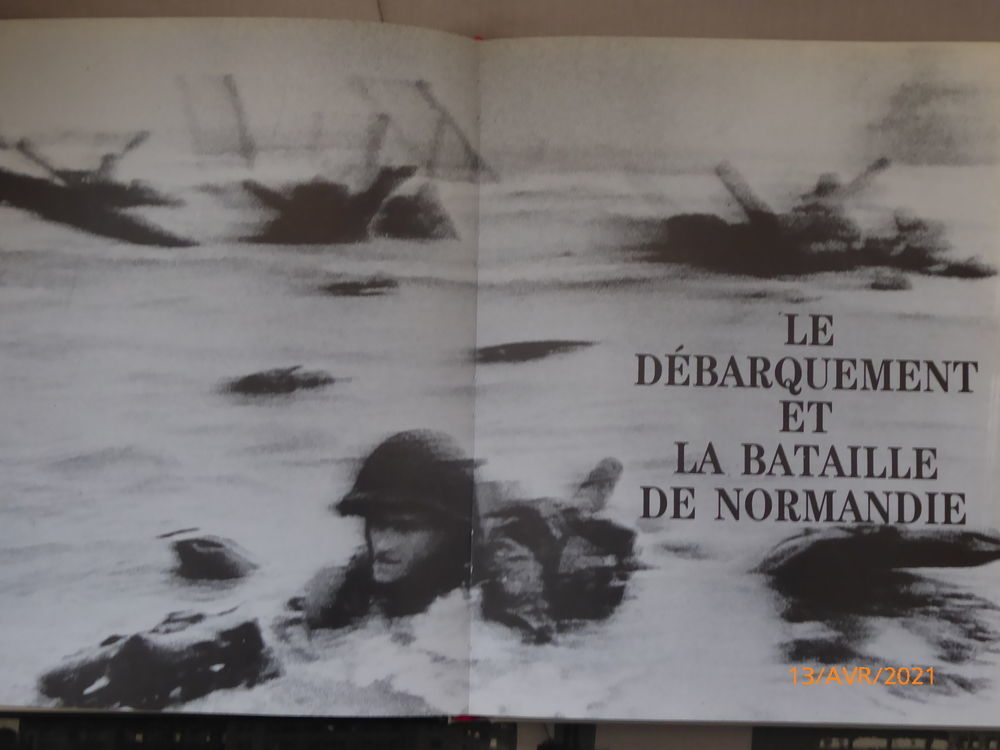 LE
DÉBARQUEMENT
ET
LA BATAILLE
DE NORMANDIE
13/AVR/2021